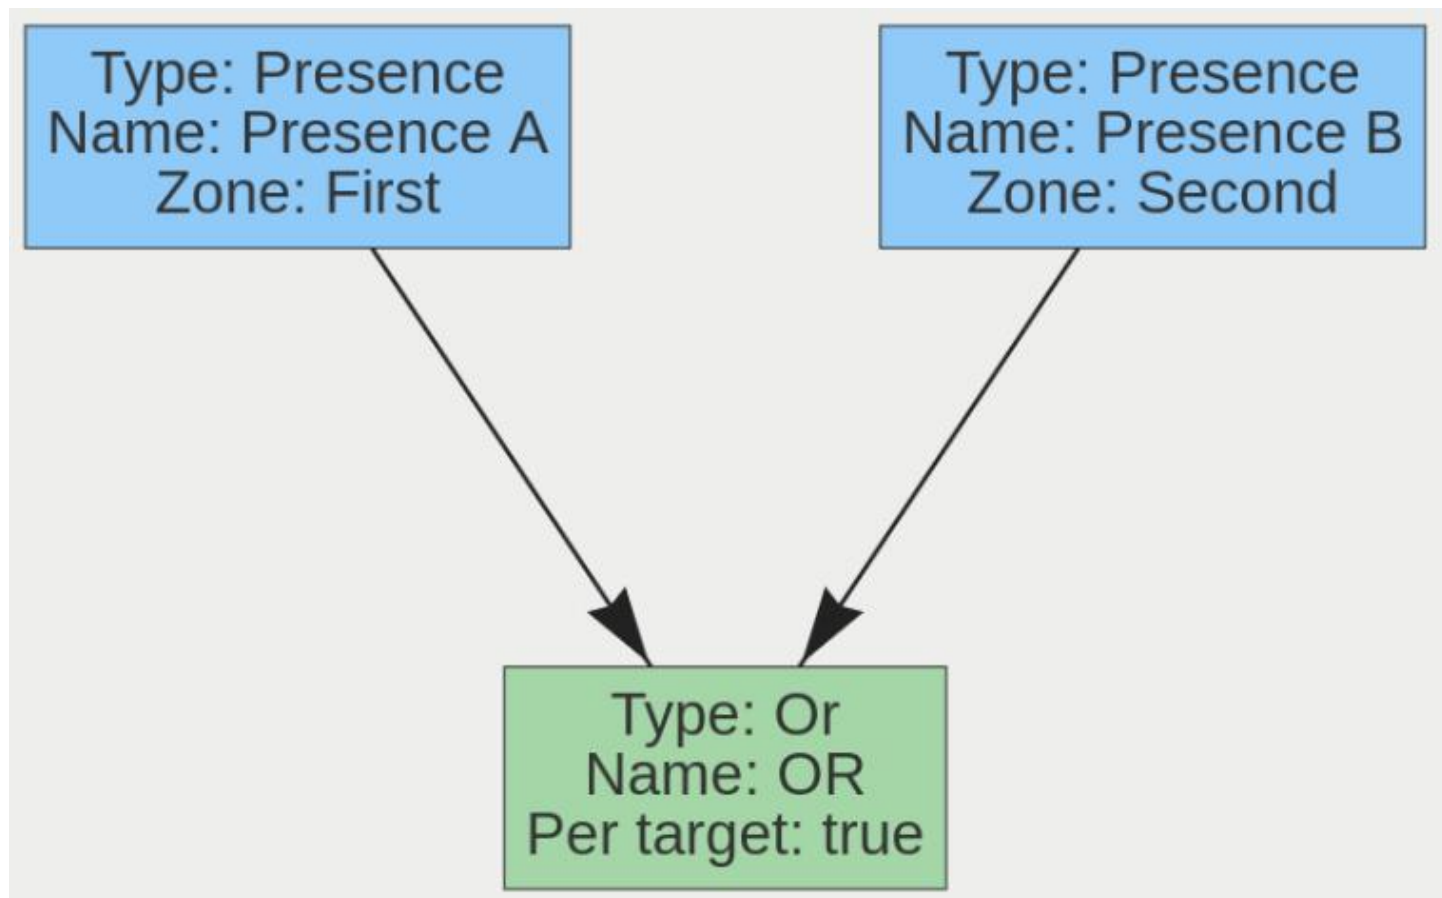 Type: Presence
Name: Presence A
Zone: First
Type: Presence
Name: Presence B
Zone: Second
Type: Or
Name: OR
Per target: true